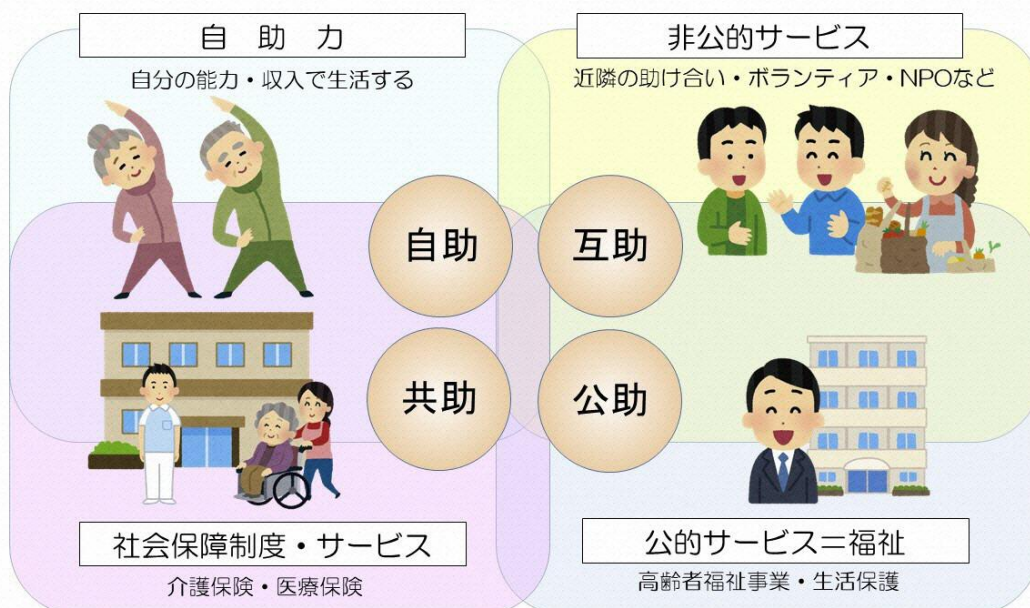 自助力
自分の能力・収入で生活する
非公的サービス
近隣の助け合い・ボランティア・NPOなど
自助
互助
共助
公助
社会保障制度・サービス
介護保険・医療保険
公的サービス=福祉
高齢者福祉事業・生活保護